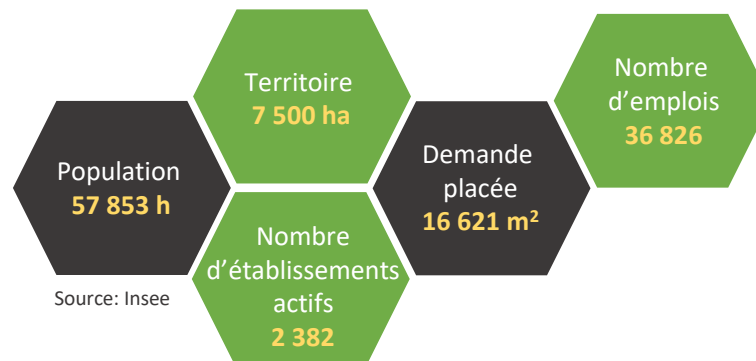 Territoire
7 500 ha
Nombre
d’emplois
36 826
Population
57 853 h
Demande
placée
16 621 m²
Nombre
d’établissements
actifs
2 382
Source: Insee